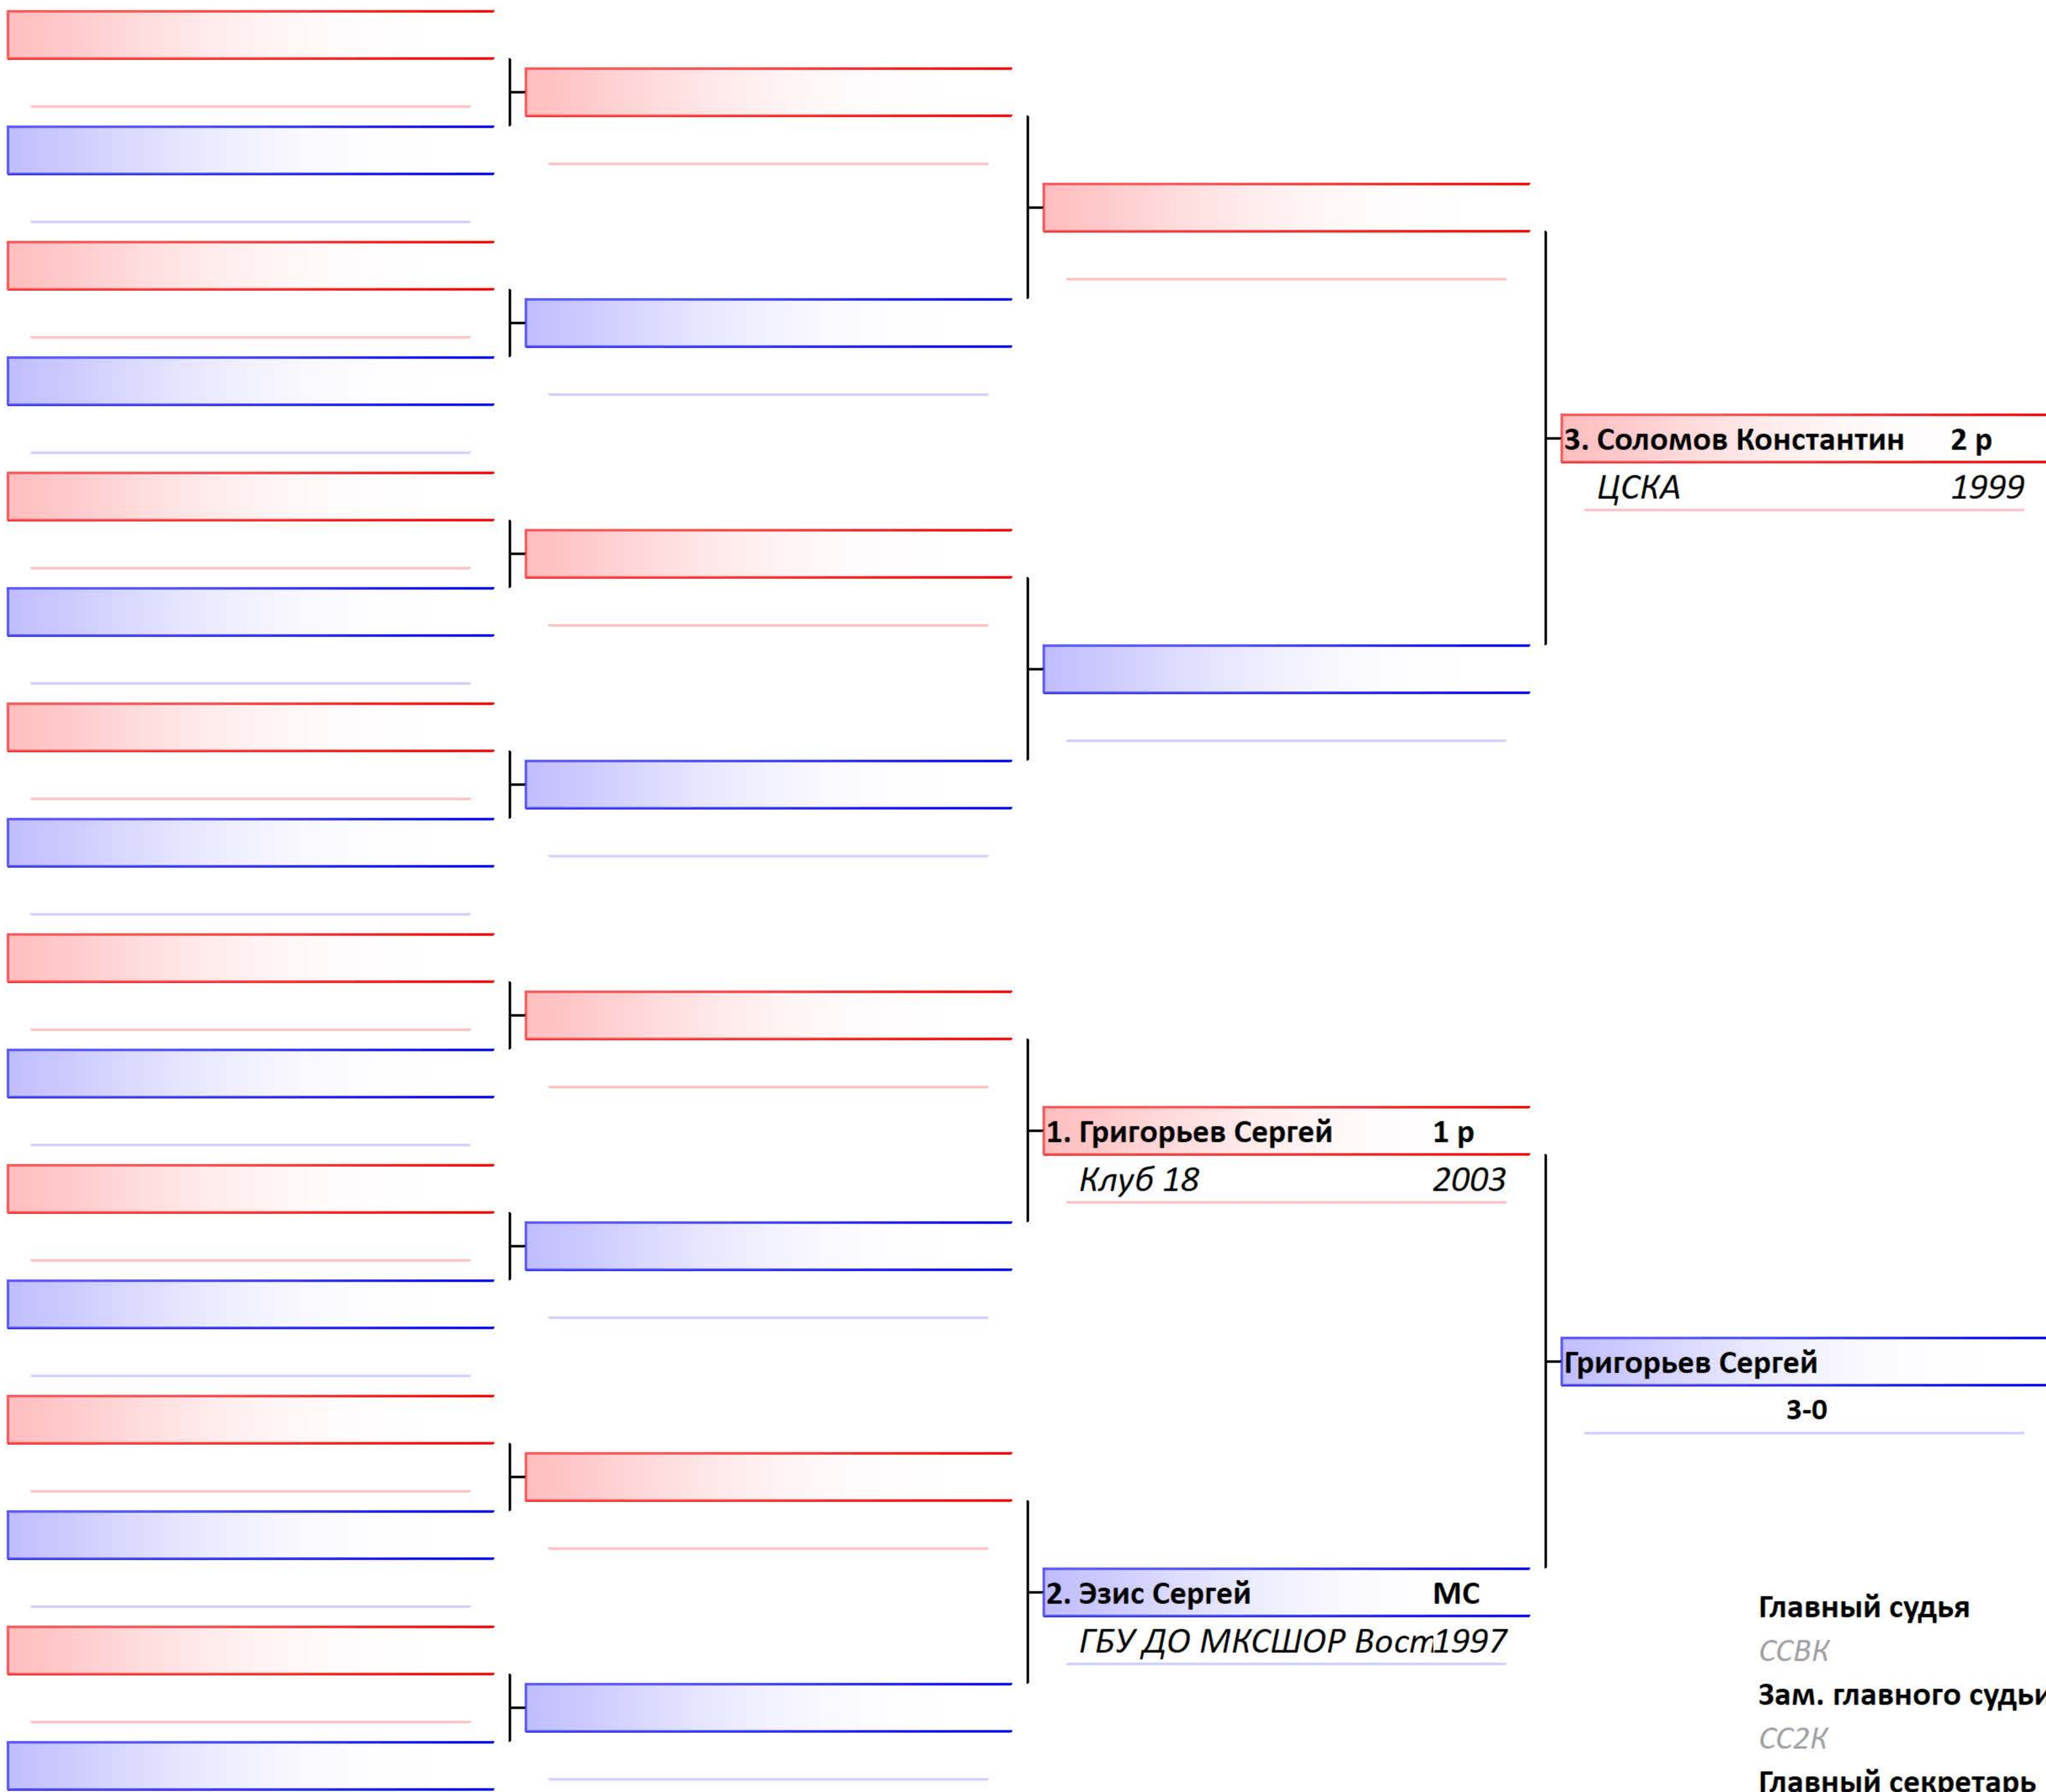 3. Соломов Константин 2 р
ЦСКА 1999
1. Григорьев Сергей 1 р
Клуб 18 2003
Григорьев Сергей
3-0
2. Эзис Сергей МС
ГБУ ДО МКСШОР Вост1997
Главный судья
ССВК
Зам. главного судьи
СС2К
Главный секретарь